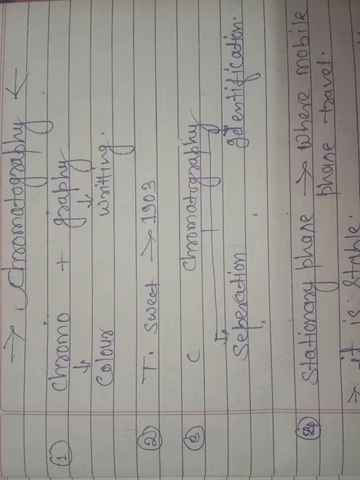 → Chromatography ←
① Chromo + graphy
↓ ↓
Colour writting.
② T. sweet → 1903
③ C Chromatography
↓ ↓
Seperation Identification.
④ Stationary phase → Where mobile
phase travel.
→ it is stable.